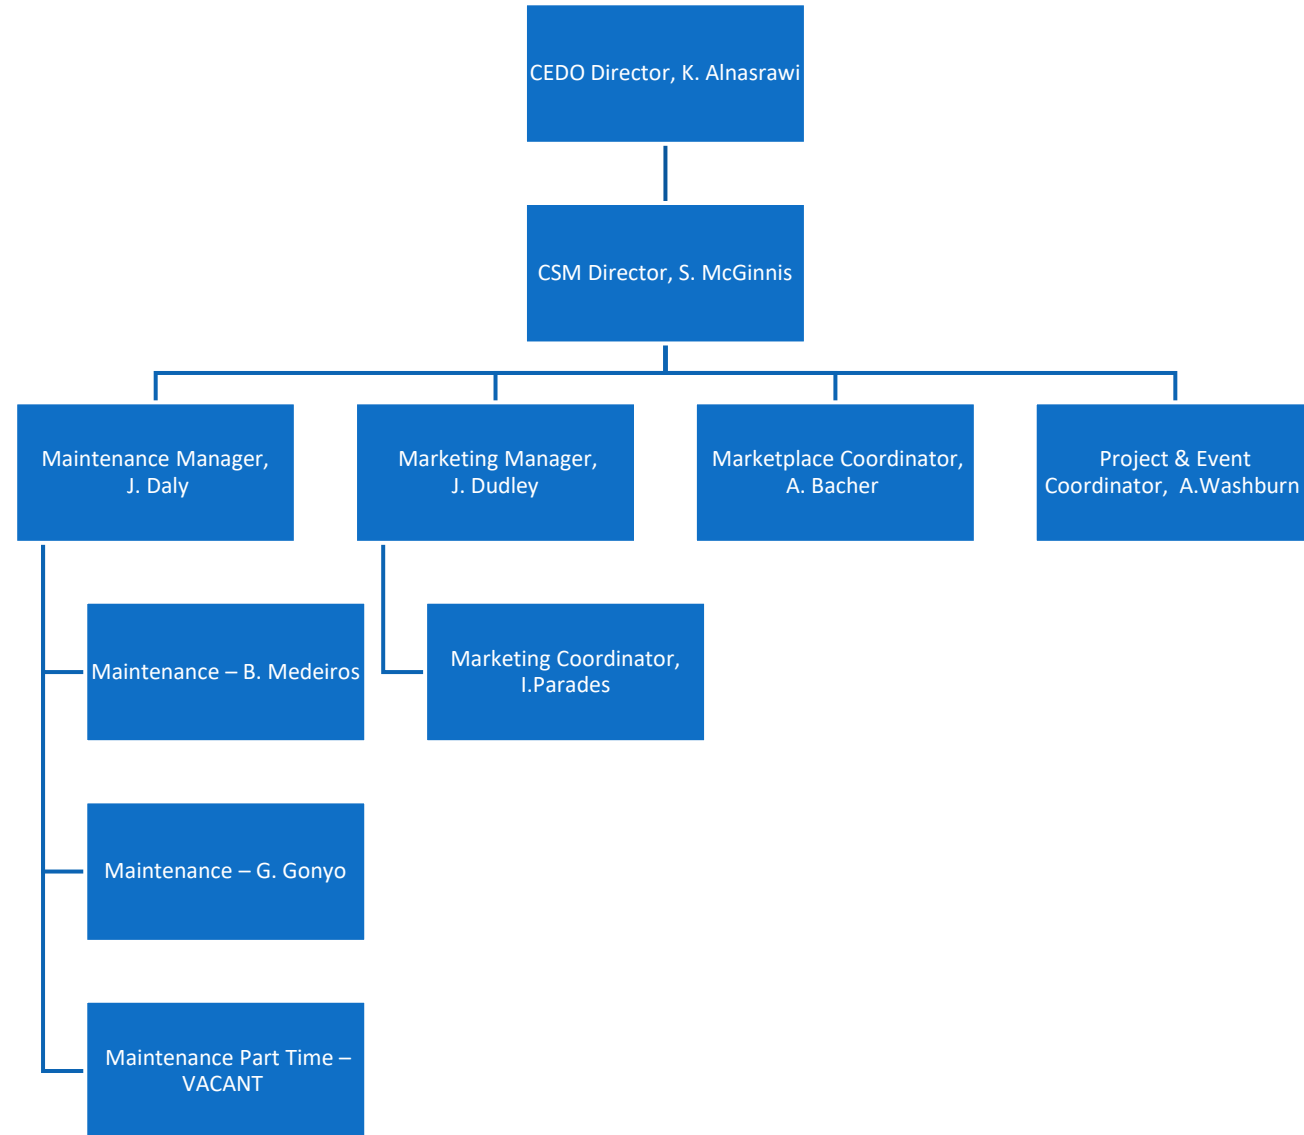 CEDO Director, K. Alnasrawi
CSM Director, S. McGinnis
Maintenance Manager,
J. Daly
Marketing Manager,
J. Dudley
Marketplace Coordinator,
A. Bacher
Project & Event
Coordinator,  A.Washburn
Maintenance – B. Medeiros
Marketing Coordinator,
I.Parades
Maintenance – G. Gonyo
Maintenance Part Time –
VACANT